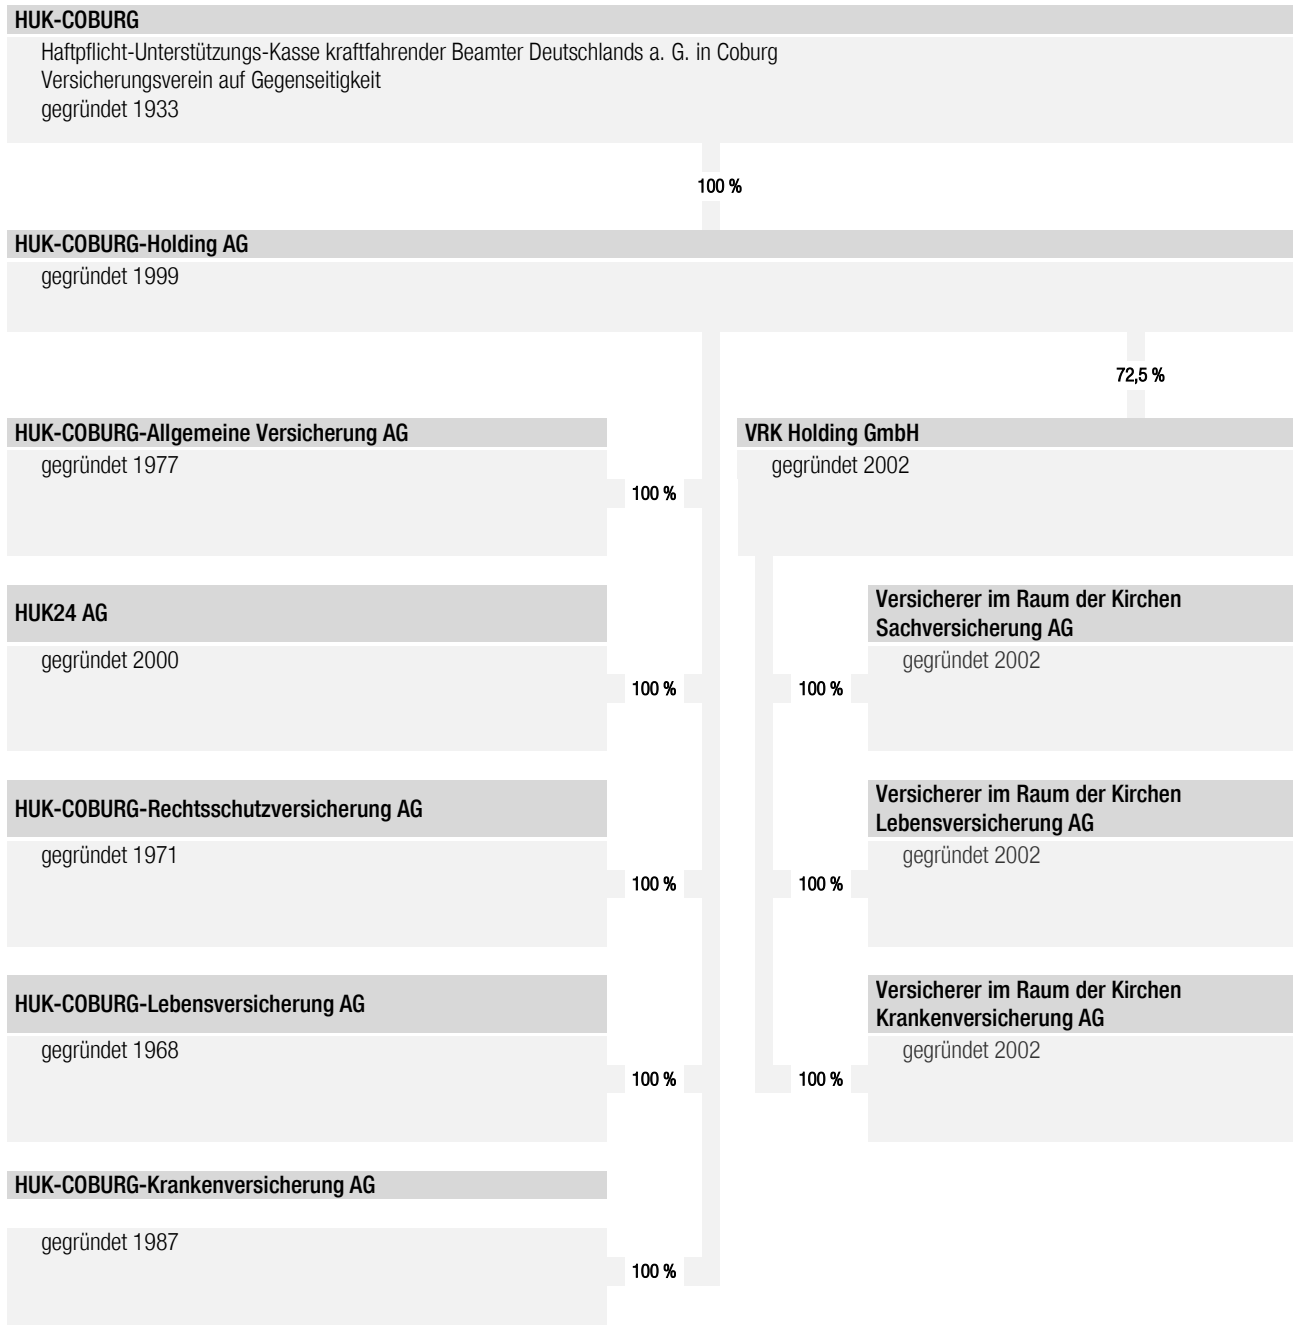 HUK-COBURG
Haftpflicht-Unterstützungs-Kasse kraftfahrender Beamter Deutschlands a. G. in Coburg
Versicherungsverein auf Gegenseitigkeit
gegründet 1933
100 %
HUK-COBURG-Holding AG
gegründet 1999
72,5 %
HUK-COBURG-Allgemeine Versicherung AG
gegründet 1977
100 %
VRK Holding GmbH
gegründet 2002
HUK24 AG
gegründet 2000
100 %
Versicherer im Raum der Kirchen
Sachversicherung AG
gegründet 2002
100 %
HUK-COBURG-Rechtsschutzversicherung AG
gegründet 1971
100 %
Versicherer im Raum der Kirchen
Lebensversicherung AG
gegründet 2002
100 %
HUK-COBURG-Lebensversicherung AG
gegründet 1968
100 %
Versicherer im Raum der Kirchen
Krankenversicherung AG
gegründet 2002
100 %
HUK-COBURG-Krankenversicherung AG
gegründet 1987
100 %